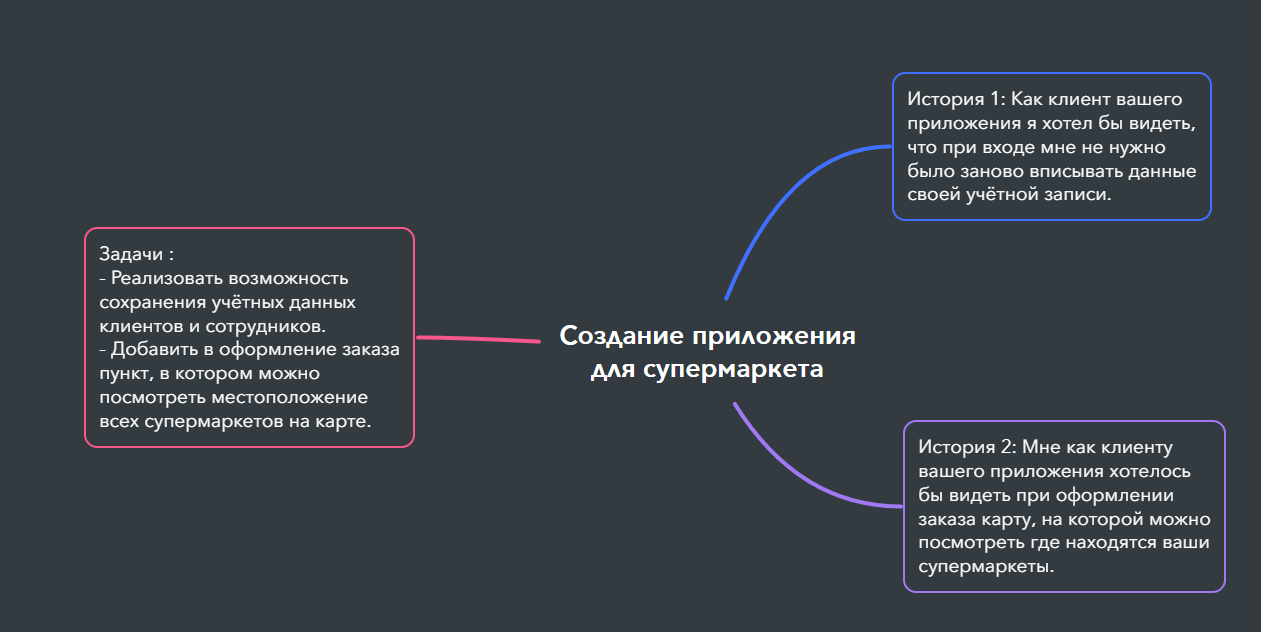 История 1: Как клиент вашего
приложения я хотел бы видеть,
что при входе мне не нужно
было заново вписывать данные
своей учётной записи.
Задачи :
- Реализовать возможность
сохранения учётных данных
клиентов и сотрудников.
- Добавить в оформление заказа
пункт, в котором можно
посмотреть местоположение
всех супермаркетов на карте.
Создание приложения
для супермаркета
История 2: Мне как клиенту
вашего приложения хотелось
бы видеть при оформлении
заказа карту, на которой можно
посмотреть где находятся ваши
супермаркеты.